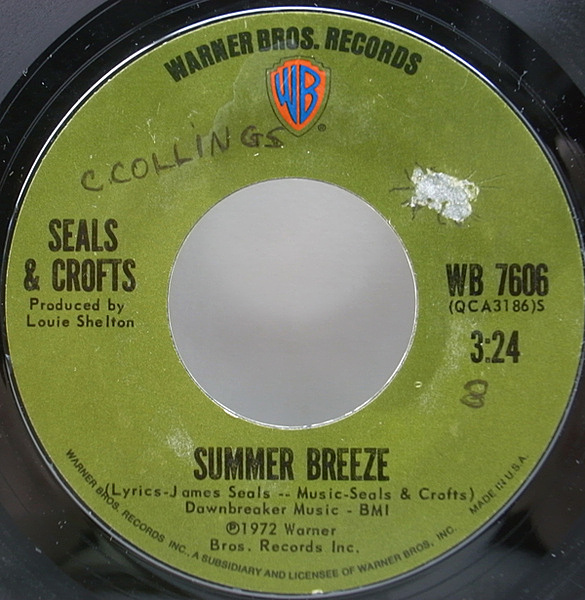 WARNER BROS. RECORDS
WB
®
C.COLLINGS
SEALS
& CROFTS
Produced by
Louie Shelton
WB 7606
(QCA3186)S
3:24
8
SUMMER BREEZE
(Lyrics-James Seals -- Music-Seals & Crofts)
Dawnbreaker Music - BMI
℗1972 Warner
Bros. Records Inc.
WARNER BROS. RECORDS INC., A SUBSIDIARY AND LICENSEE OF WARNER BROS, INC. MADE IN U.S.A.